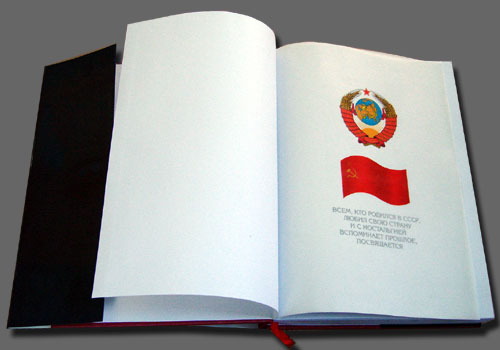 ВСЕМ, КТО РОДИЛСЯ В СССР,
ЛЮБИЛ СВОЮ СТРАНУ
И С НОСТАЛЬГИЕЙ
ВСПОМИНАЕТ ПРОШЛОЕ,
ПОСВЯЩАЕТСЯ